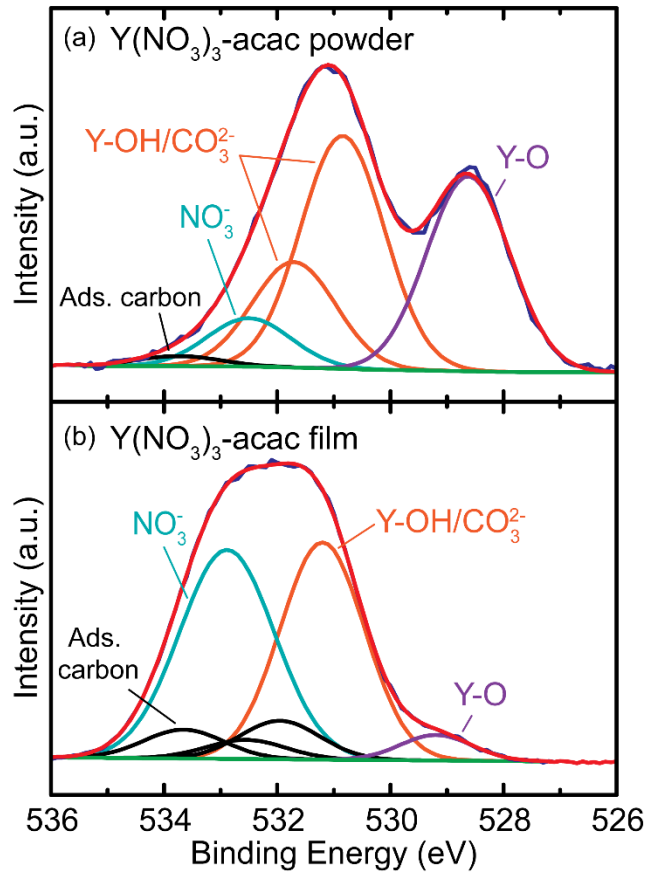 (a) Y(NO₃)₃-acac powder
Y-OH/CO₃²⁻
Y-O
NO₃⁻
Ads. carbon
Intensity (a.u.)
(b) Y(NO₃)₃-acac film
NO₃⁻
Y-OH/CO₃²⁻
Ads.
carbon
Y-O
Intensity (a.u.)
536 534 532 530 528 526
Binding Energy (eV)